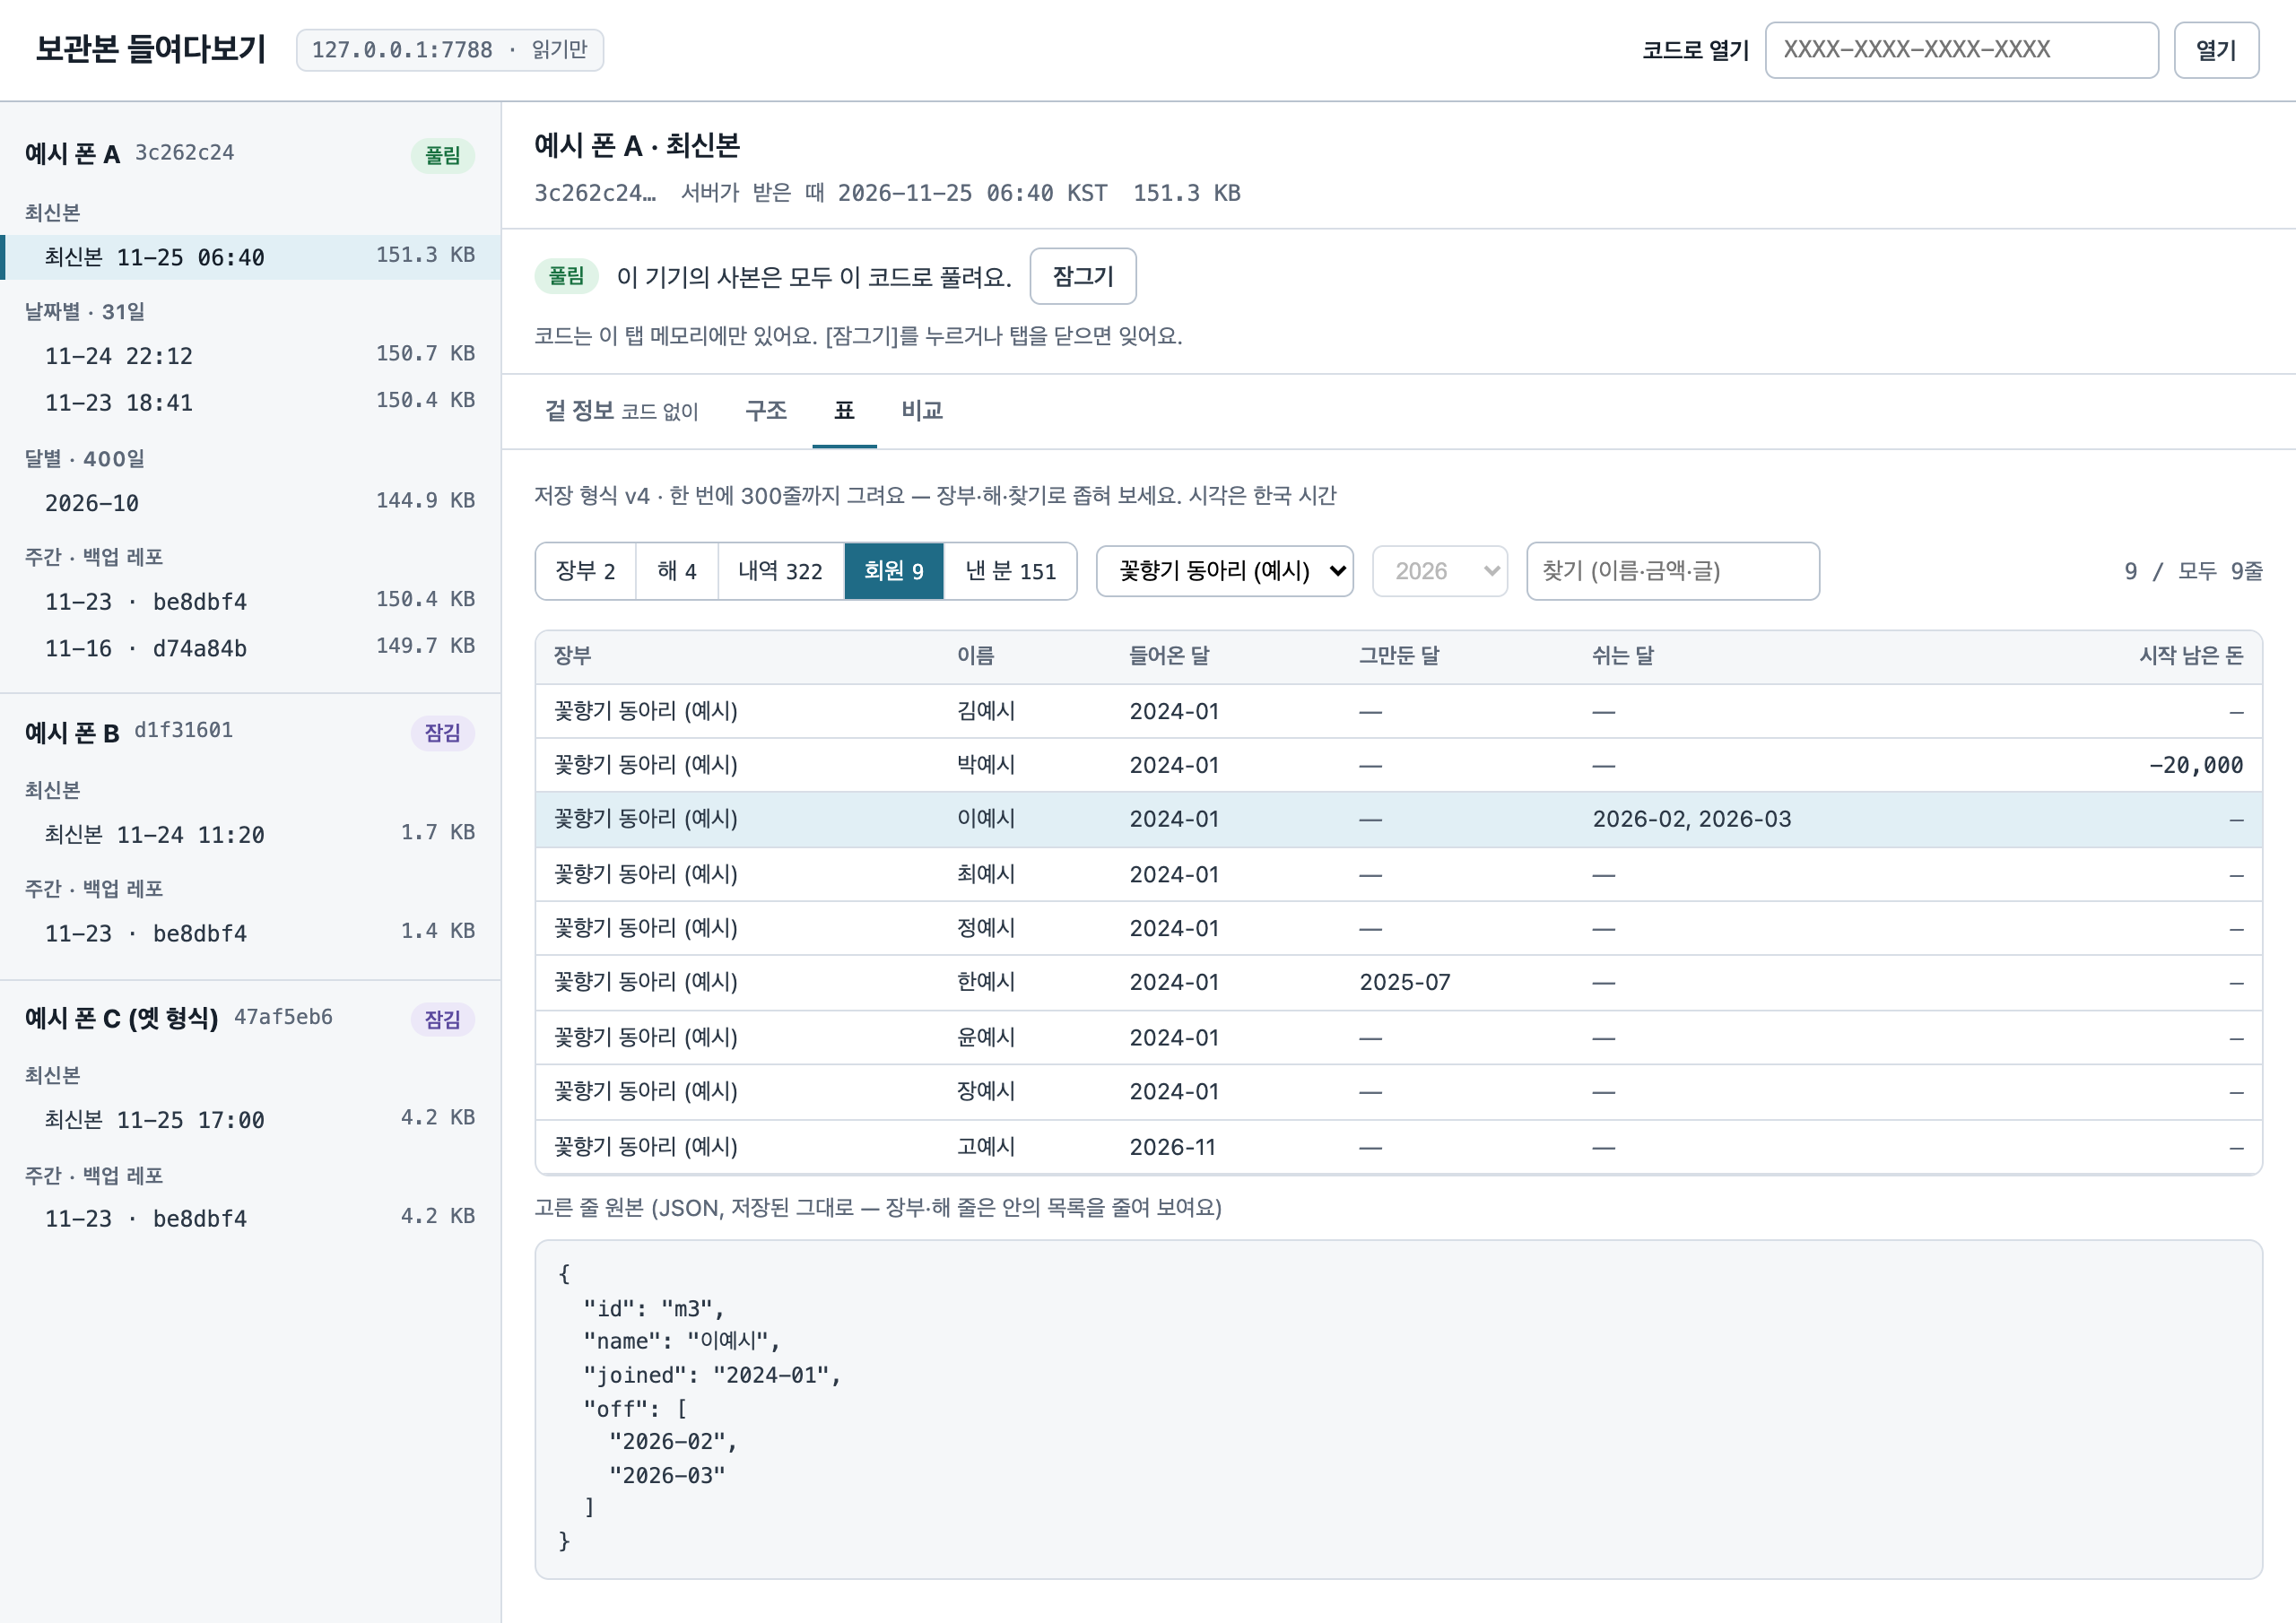 보관본 들여다보기 127.0.0.1:7788 · 읽기만 코드로 열기 XXXX-XXXX-XXXX-XXXX 열기
예시 폰 A 3c262c24 풀림
최신본
최신본 11-25 06:40 151.3 KB
날짜별 · 31일
11-24 22:12 150.7 KB
11-23 18:41 150.4 KB
달별 · 400일
2026-10 144.9 KB
주간 · 백업 레포
11-23 · be8dbf4 150.4 KB
11-16 · d74a84b 149.7 KB
예시 폰 B d1f31601 잠김
최신본
최신본 11-24 11:20 1.7 KB
주간 · 백업 레포
11-23 · be8dbf4 1.4 KB
예시 폰 C (옛 형식) 47af5eb6 잠김
최신본
최신본 11-25 17:00 4.2 KB
주간 · 백업 레포
11-23 · be8dbf4 4.2 KB
예시 폰 A · 최신본
3c262c24… 서버가 받은 때 2026-11-25 06:40 KST 151.3 KB
풀림 이 기기의 사본은 모두 이 코드로 풀려요. 잠그기
코드는 이 탭 메모리에만 있어요. [잠그기]를 누르거나 탭을 닫으면 잊어요.
겉 정보 코드 없이 구조 표 비교
저장 형식 v4 · 한 번에 300줄까지 그려요 — 장부·해·찾기로 좁혀 보세요. 시각은 한국 시간
장부 2 해 4 내역 322 회원 9 낸 분 151 꽃향기 동아리 (예시) 2026 찾기 (이름·금액·글) 9 / 모두 9줄
장부 이름 들어온 달 그만둔 달 쉬는 달 시작 남은 돈
꽃향기 동아리 (예시) 김예시 2024-01 — — –
꽃향기 동아리 (예시) 박예시 2024-01 — — -20,000
꽃향기 동아리 (예시) 이예시 2024-01 — 2026-02, 2026-03 –
꽃향기 동아리 (예시) 최예시 2024-01 — — –
꽃향기 동아리 (예시) 정예시 2024-01 — — –
꽃향기 동아리 (예시) 한예시 2024-01 2025-07 — –
꽃향기 동아리 (예시) 윤예시 2024-01 — — –
꽃향기 동아리 (예시) 장예시 2024-01 — — –
꽃향기 동아리 (예시) 고예시 2026-11 — — –
고른 줄 원본 (JSON, 저장된 그대로 — 장부·해 줄은 안의 목록을 줄여 보여요)
{
"id": "m3",
"name": "이예시",
"joined": "2024-01",
"off": [
"2026-02",
"2026-03"
]
}